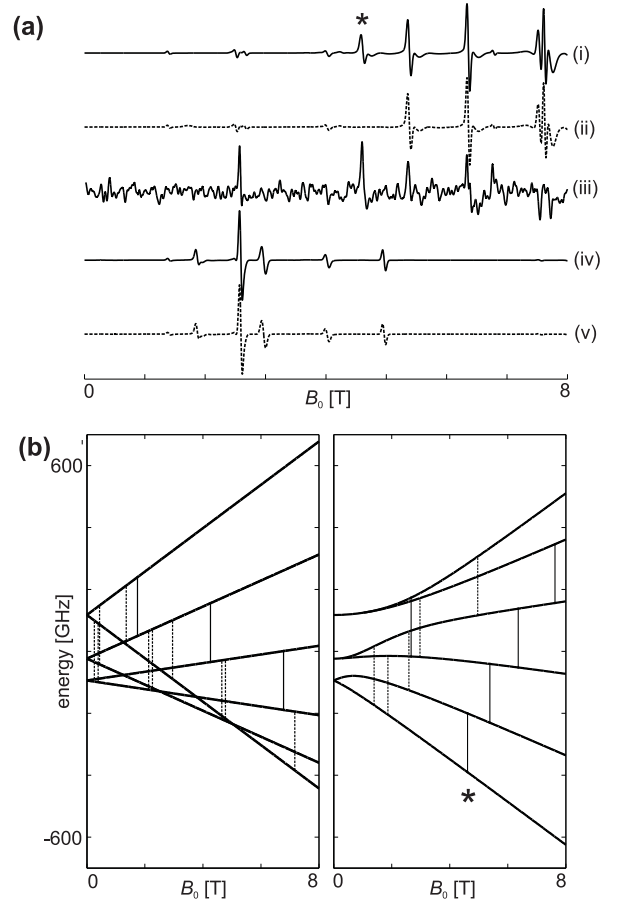 (a)
*
(i)
(ii)
(iii)
(iv)
(v)
0 8
B₀ [T]
(b)
600
energy [GHz]
-600
*
0 8 0 8
B₀ [T] B₀ [T]